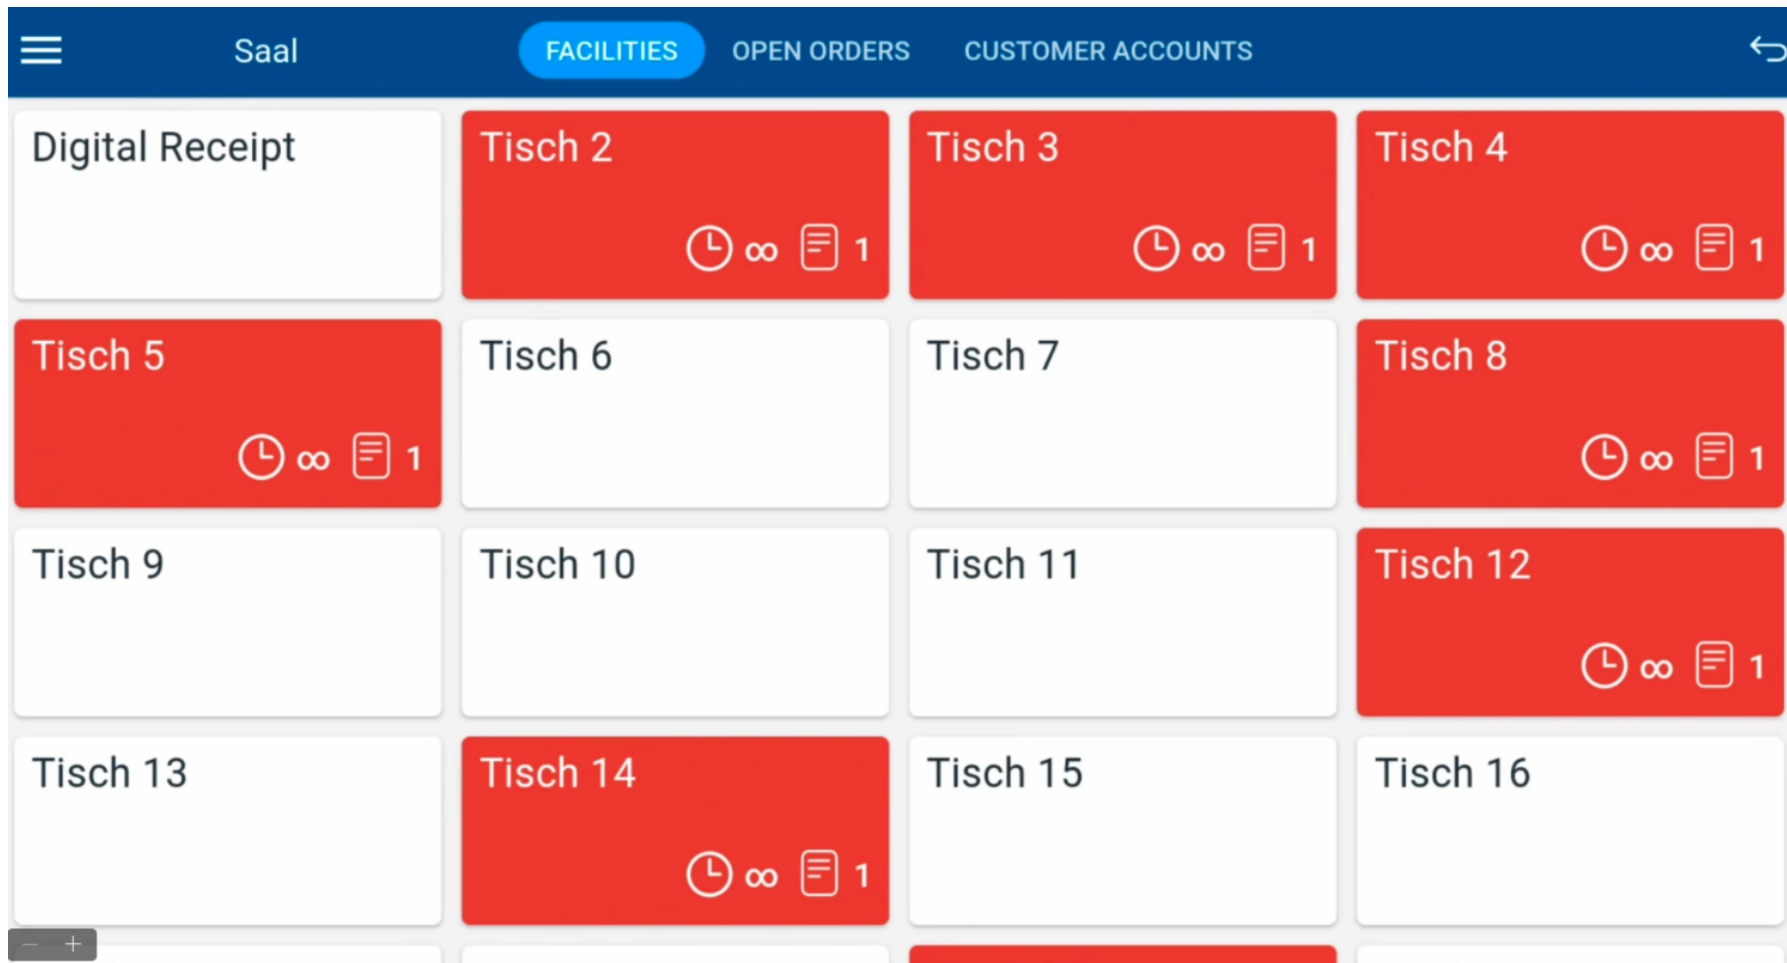 Saal FACILITIES OPEN ORDERS CUSTOMER ACCOUNTS
Digital Receipt Tisch 2 Tisch 3 Tisch 4
∞ 1 ∞ 1 ∞ 1
Tisch 5 Tisch 6 Tisch 7 Tisch 8
∞ 1 ∞ 1
Tisch 9 Tisch 10 Tisch 11 Tisch 12
∞ 1
Tisch 13 Tisch 14 Tisch 15 Tisch 16
∞ 1
− +